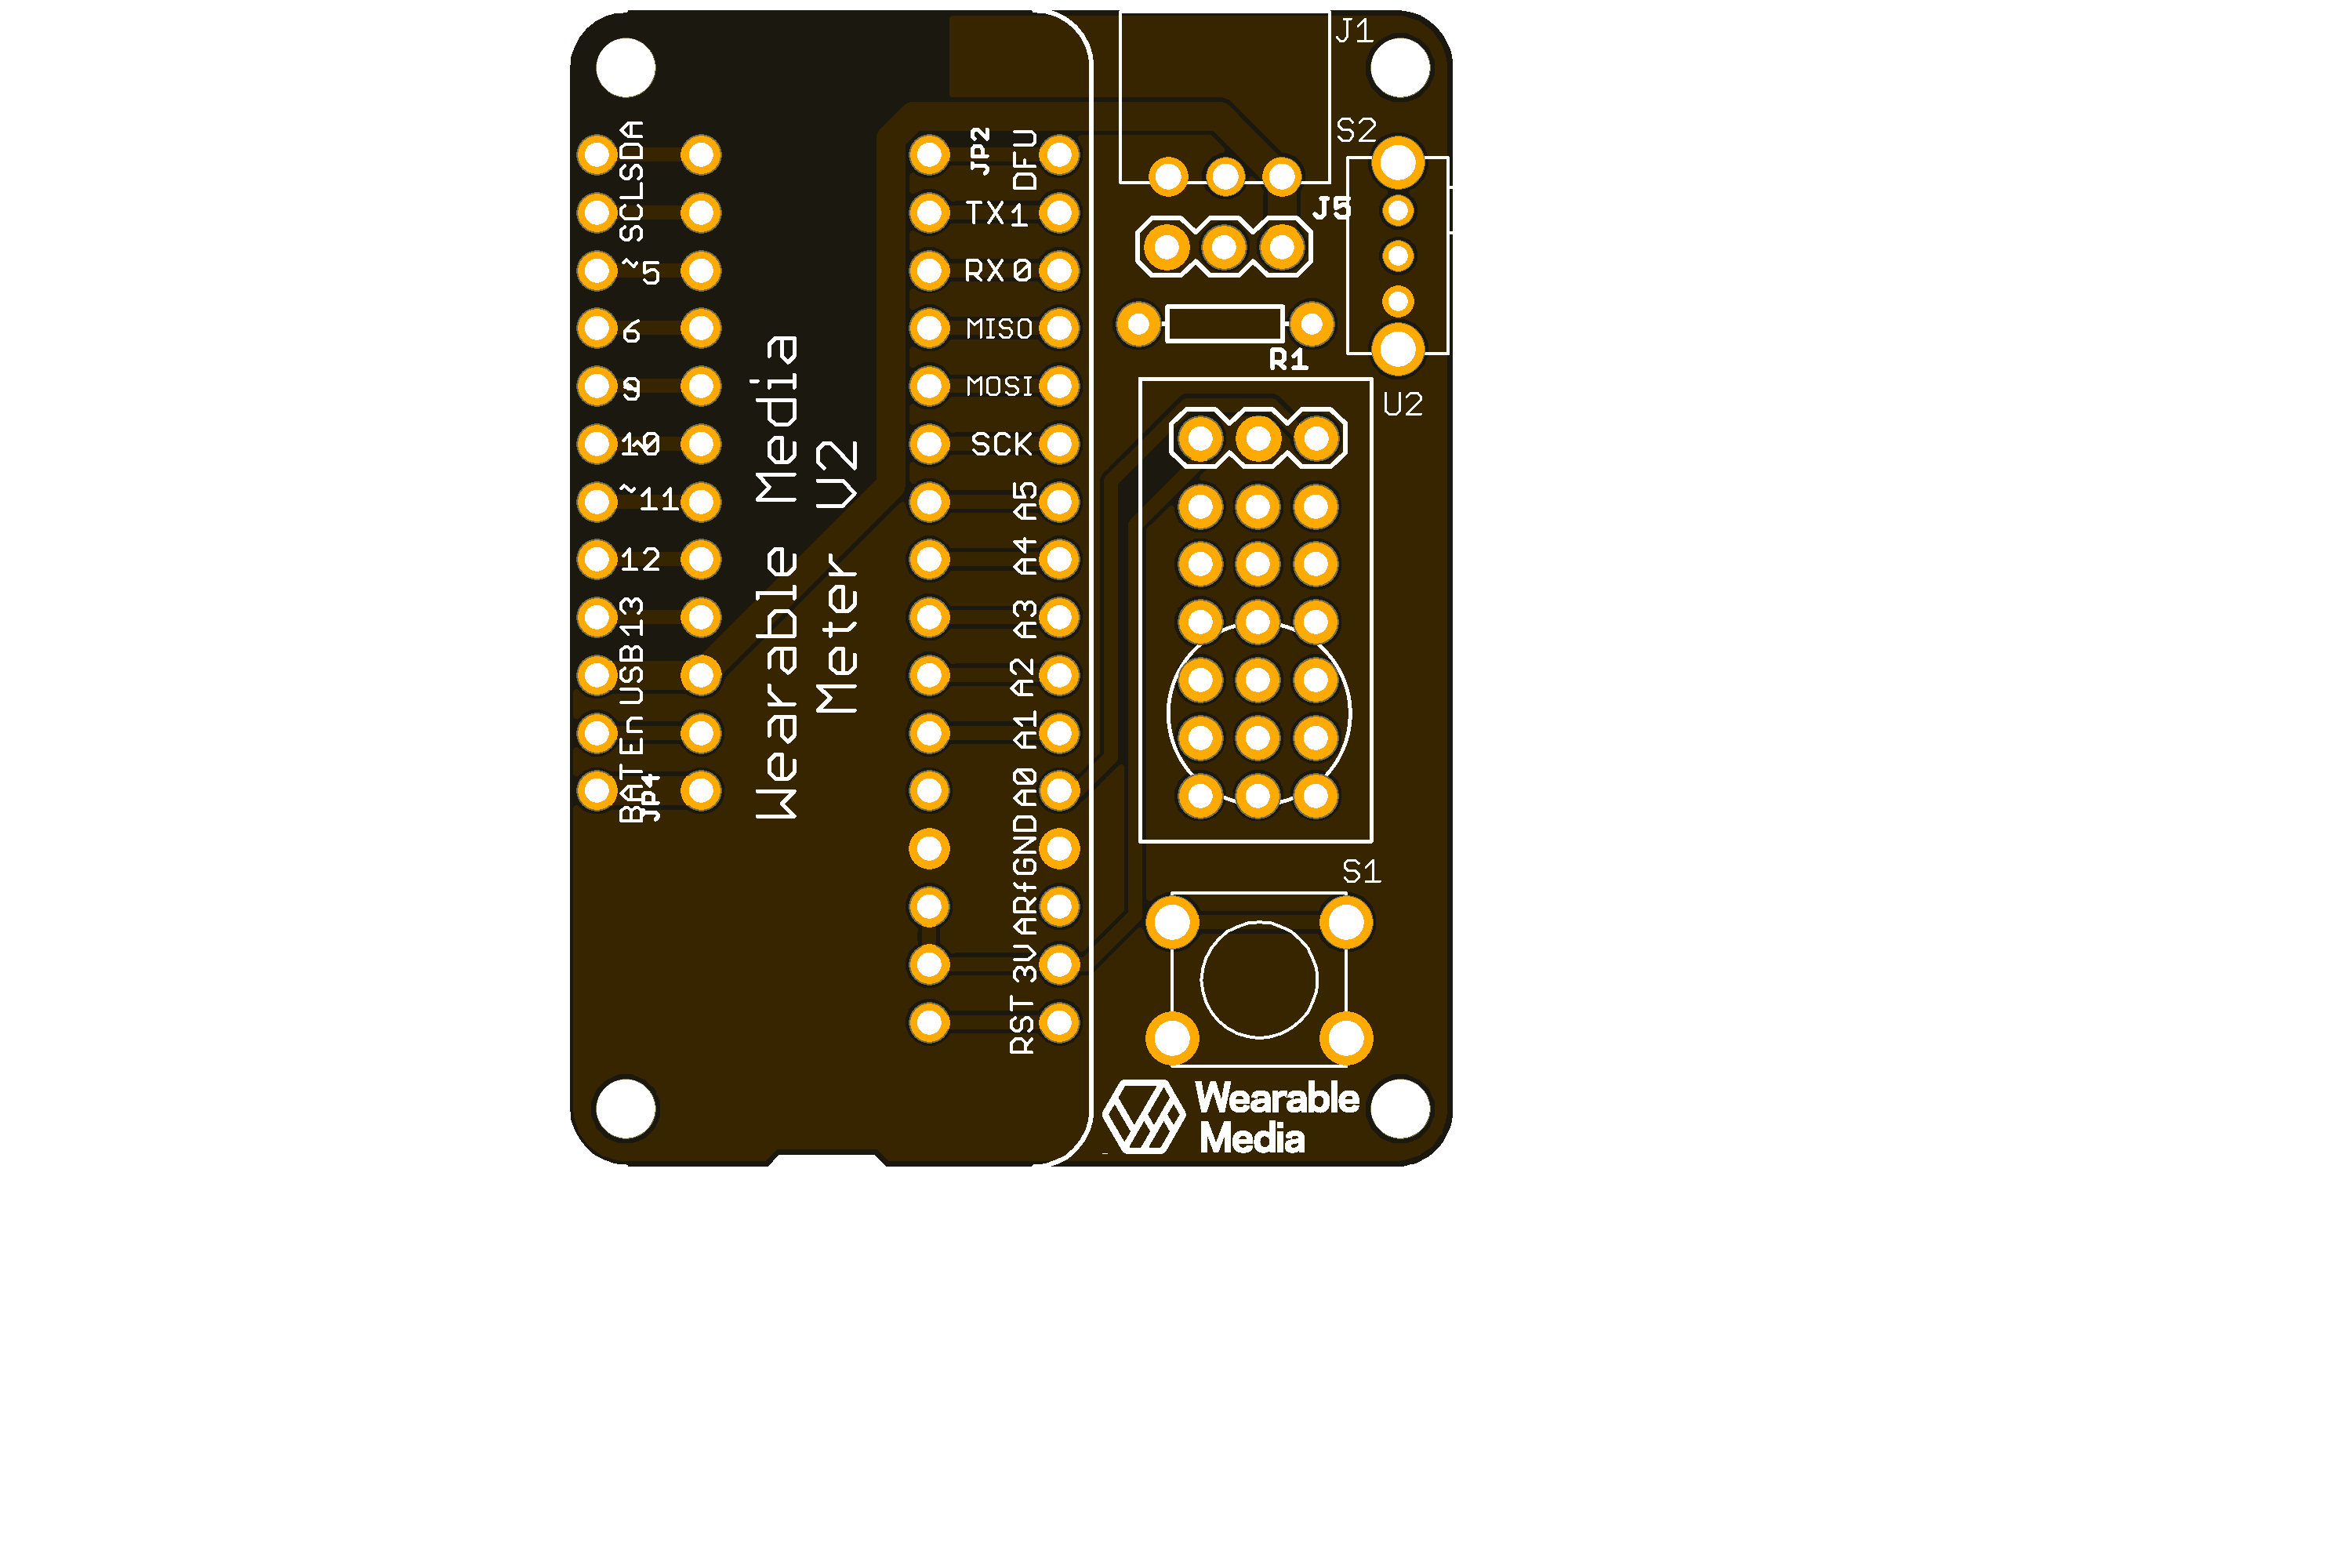 J1
S2
J5
R1
U2
S1
SDA
SCL
~5
6
9
10
~11
12
13
USB
En
BAT
JP4
Wearable Media
Meter V2
JP2
DFU
TX1
RX0
MISO
MOSI
SCK
A5
A4
A3
A2
A1
A0
GND
ARf
3V
RST
Wearable
Media